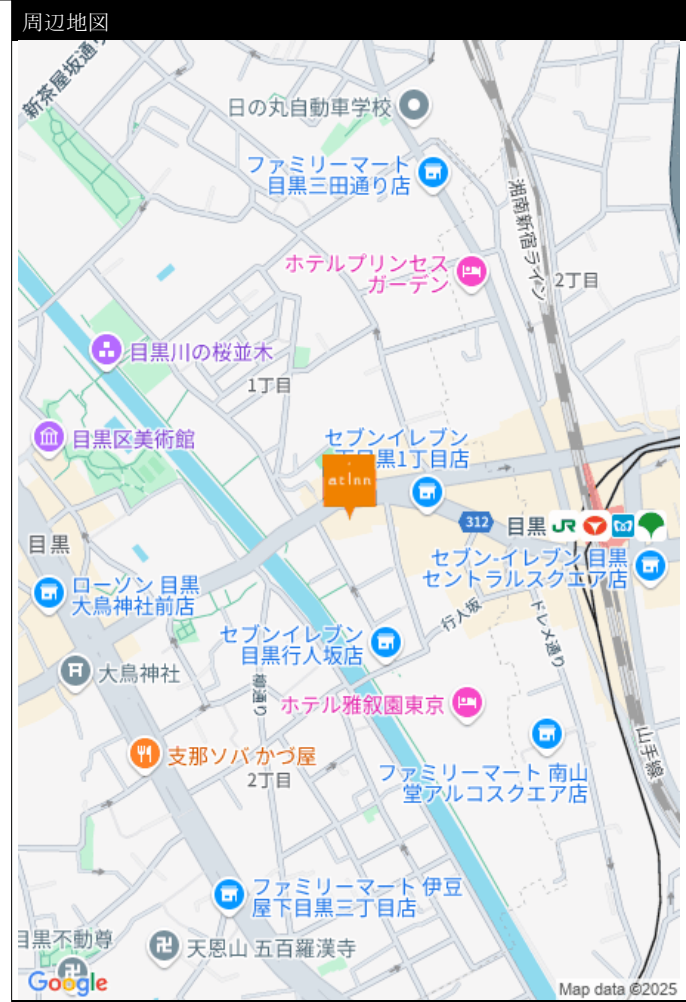 周辺地図
新茶屋坂通り
日の丸自動車学校
ファミリーマート
目黒三田通り店
湘南新宿ライン
ホテルプリンセス
ガーデン
2丁目
目黒川の桜並木
1丁目
目黒区美術館
セブンイレブン
下目黒1丁目店
at inn
312
目黒
JR
目黒
セブン-イレブン 目黒
セントラルスクエア店
ローソン 目黒
大鳥神社前店
行人坂
ドレメ通り
セブンイレブン
目黒行人坂店
大鳥神社
ホテル雅叙園東京
山手線
支那ソバ かづ屋
2丁目
ファミリーマート 南山
堂アルコスクエア店
ファミリーマート 伊豆
屋下目黒三丁目店
目黒不動尊
天恩山 五百羅漢寺
Google
Map data ©2025